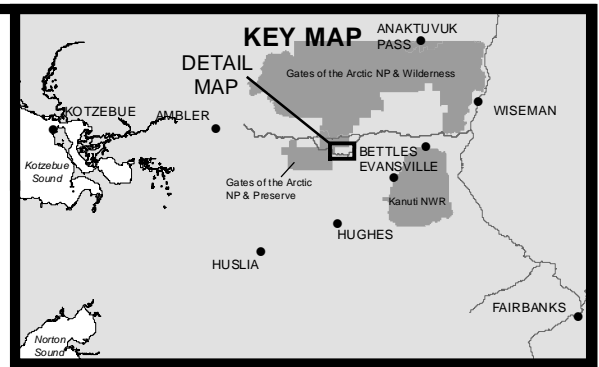 KEY MAP
ANAKTUVUK
PASS
DETAIL
MAP
Gates of the Arctic NP & Wilderness
WISEMAN
KOTZEBUE
AMBLER
BETTLES
EVANSVILLE
Kotzebue
Sound
Gates of the Arctic
NP & Preserve
Kanuti NWR
HUGHES
HUSLIA
FAIRBANKS
Norton
Sound